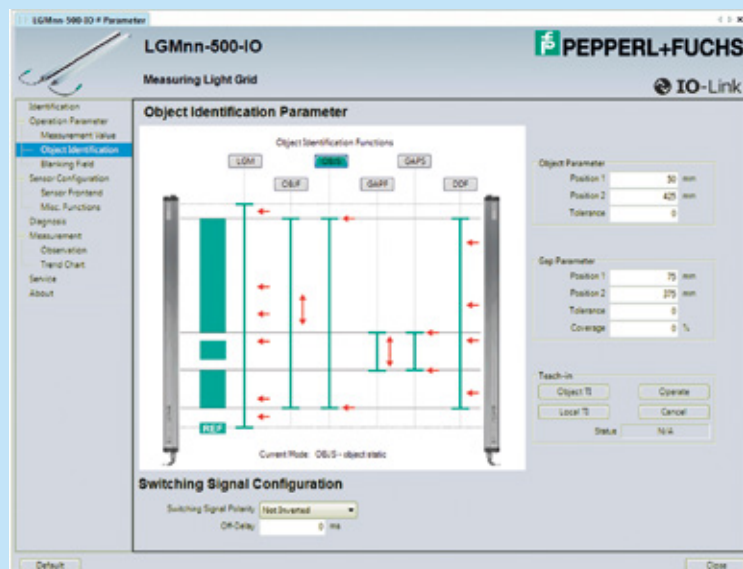 LGMnn-500-IO # Parameter
LGMnn-500-IO
Measuring Light Grid
PEPPERL+FUCHS
IO-Link
Identification
Operation Parameter
Measurement Value
Object Identification
Blanking Field
Sensor Configuration
Sensor Frontend
Misc. Functions
Diagnosis
Measurement
Observation
Trend Chart
Service
About
Object Identification Parameter
Object Identification Functions
LGM OBJS GAPS
OBJF GAPF DOF
REF
Current Mode: OBJS - object static
Object Parameter
Position 1 50 mm
Position 2 425 mm
Tolerance 0
Gap Parameter
Position 1 75 mm
Position 2 375 mm
Tolerance 0
Coverage 0 %
Teach-in
Object TI Operate
Local TI Cancel
Status N/A
Switching Signal Configuration
Switching Signal Polarity Not Inverted
Off-Delay 0 ms
Default Close